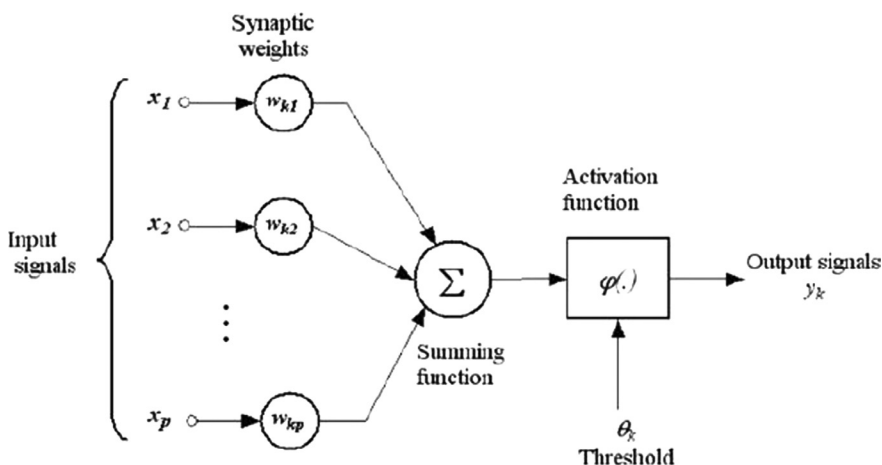 Synaptic
weights
x1
wk1
Activation
function
Input
signals
x2
wk2
Σ
φ(.)
Output signals
yk
Summing
function
xp
wkp
θk
Threshold